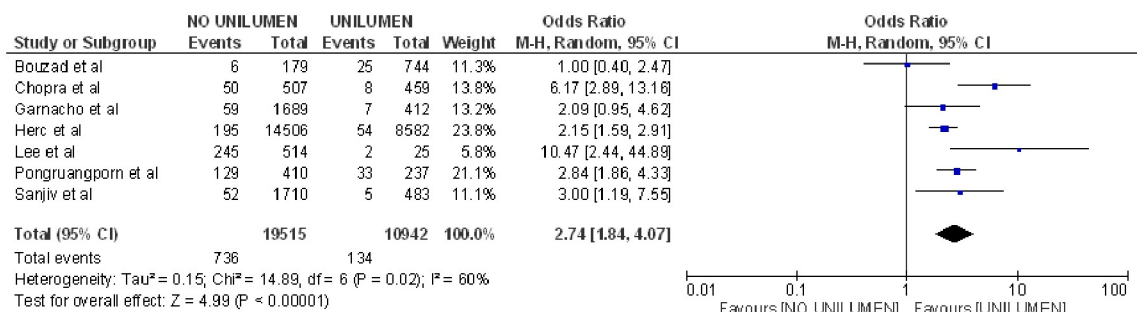 NO UNILUMEN UNILUMEN Odds Ratio Odds Ratio
Study or Subgroup Events Total Events Total Weight M-H, Random, 95% CI M-H, Random, 95% CI
Bouzad et al 6 179 25 744 11.3% 1.00 [0.40, 2.47]
Chopra et al 50 507 8 459 13.8% 6.17 [2.89, 13.16]
Garnacho et al 59 1689 7 412 13.2% 2.09 [0.95, 4.62]
Herc et al 195 14506 54 8582 23.8% 2.15 [1.59, 2.91]
Lee et al 245 514 2 25 5.8% 10.47 [2.44, 44.89]
Pongruangporn et al 129 410 33 237 21.1% 2.84 [1.86, 4.33]
Sanjiv et al 52 1710 5 483 11.1% 3.00 [1.19, 7.55]
Total (95% CI) 19515 10942 100.0% 2.74 [1.84, 4.07]
Total events 736 134
Heterogeneity: Tau² = 0.15; Chi² = 14.89, df = 6 (P = 0.02); I² = 60%
Test for overall effect: Z = 4.99 (P < 0.00001)
0.01 0.1 1 10 100
Favours [NO UNILUMEN] Favours [UNILUMEN]